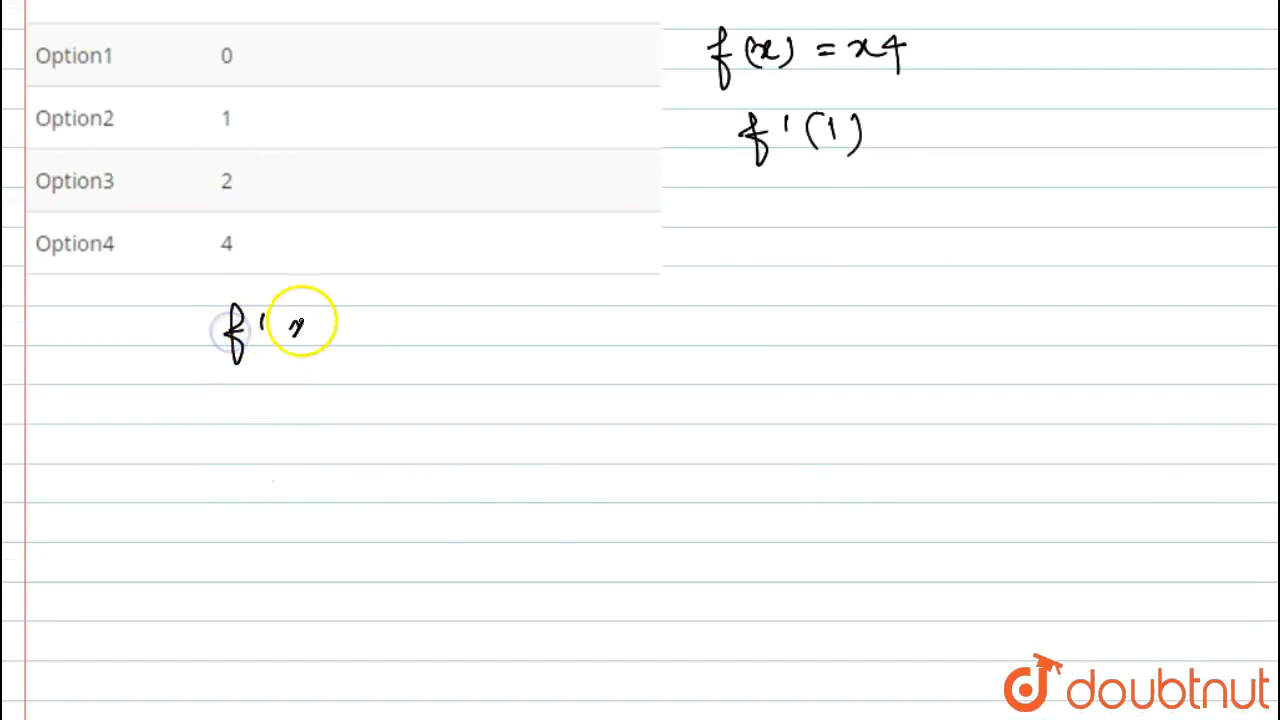 Option1 0
Option2 1
Option3 2
Option4 4
f(x) = x4
f'(1)
f' x
doubtnut